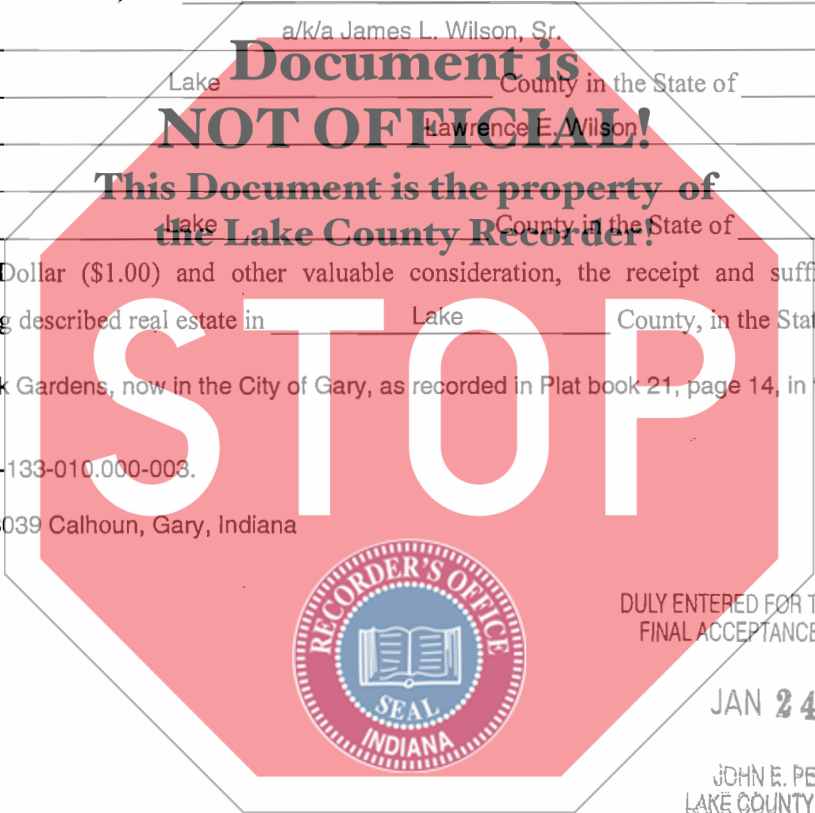 a/k/a James L. Wilson, Sr.
Document is
Lake County in the State of
NOT OFFICIAL!
Lawrence E. Wilson
This Document is the property of
the Lake County Recorder!
Lake County in the State of
Dollar ($1.00) and other valuable consideration, the receipt and suffi
g described real estate in Lake County, in the Stat
STOP
k Gardens, now in the City of Gary, as recorded in Plat book 21, page 14, in
-133-010.000-003.
039 Calhoun, Gary, Indiana
RECORDER'S OFFICE
SEAL
INDIANA
DULY ENTERED FOR T
FINAL ACCEPTANCE
JAN 24
JOHN E. PE
LAKE COUNTY